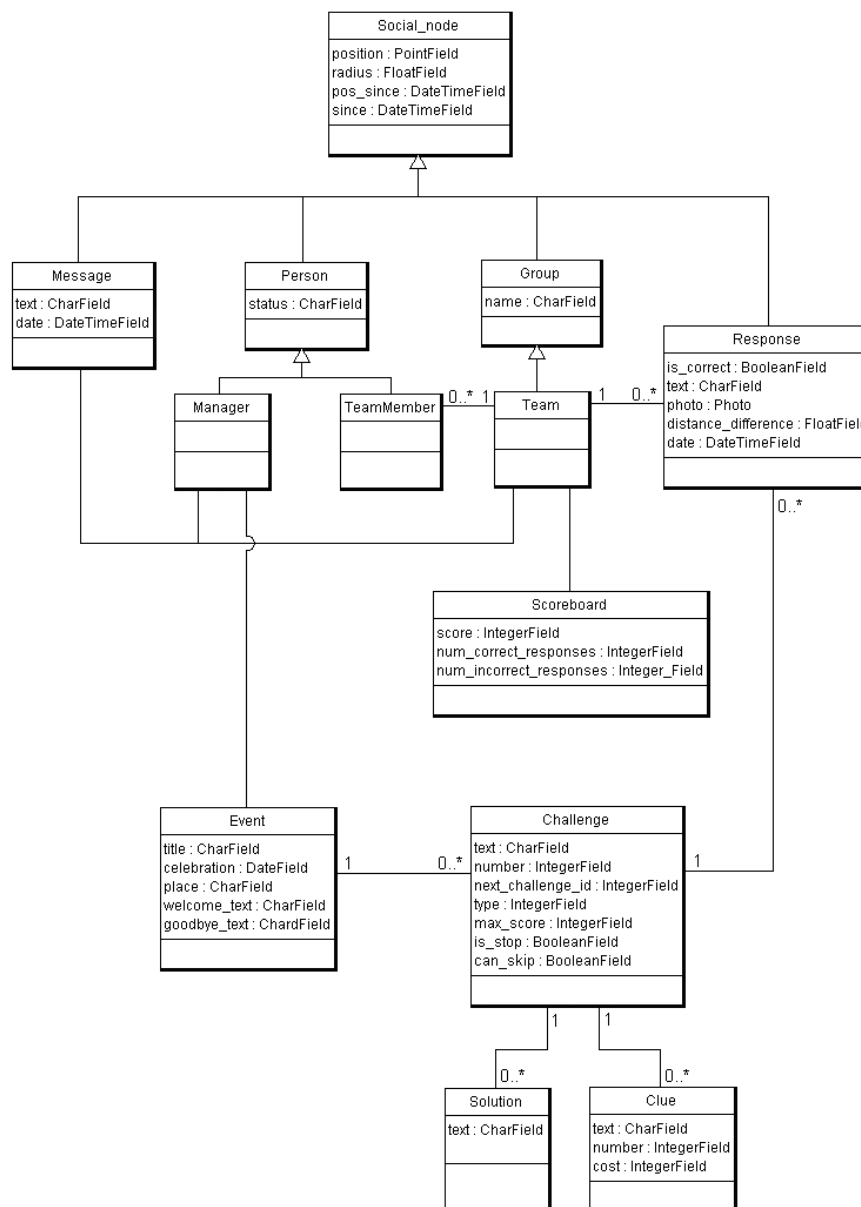 Social_node
position : PointField
radius : FloatField
pos_since : DateTimeField
since : DateTimeField
Message
text : CharField
date : DateTimeField
Person
status : CharField
Group
name : CharField
Response
is_correct : BooleanField
text : CharField
photo : Photo
distance_difference : FloatField
date : DateTimeField
Manager
TeamMember
0..* 1
Team
1 0..*
0..*
Scoreboard
score : IntegerField
num_correct_responses : IntegerField
num_incorrect_responses : Integer_Field
Event
title : CharField
celebration : DateField
place : CharField
welcome_text : CharField
goodbye_text : ChardField
1 0..*
Challenge
text : CharField
number : IntegerField
next_challenge_id : IntegerField
type : IntegerField
max_score : IntegerField
is_stop : BooleanField
can_skip : BooleanField
1
1 1
0..* 0..*
Solution
text : CharField
Clue
text : CharField
number : IntegerField
cost : IntegerField